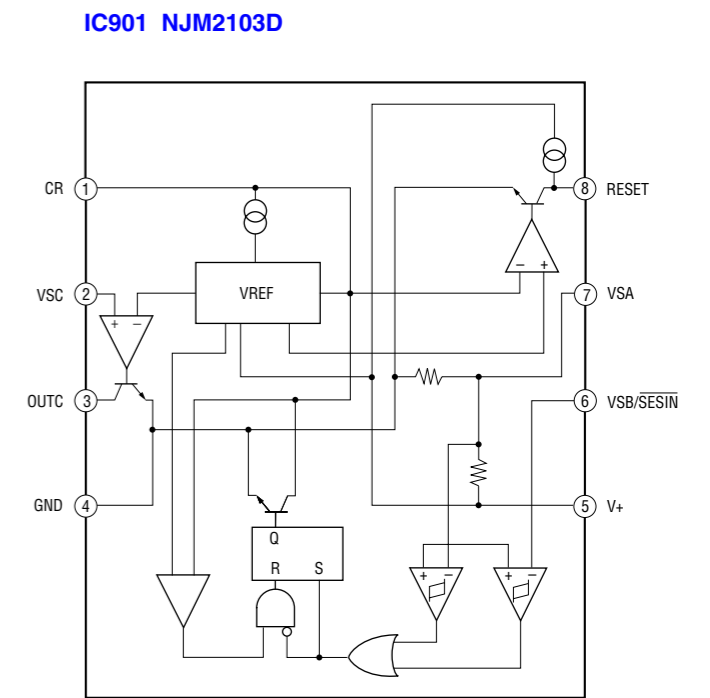 IC901 NJM2103D
CR 1
8 RESET
VREF
VSC 2
7 VSA
+ −
− +
OUTC 3
6 VSB/SESIN
GND 4
5 V+
Q
R S
+ − + −